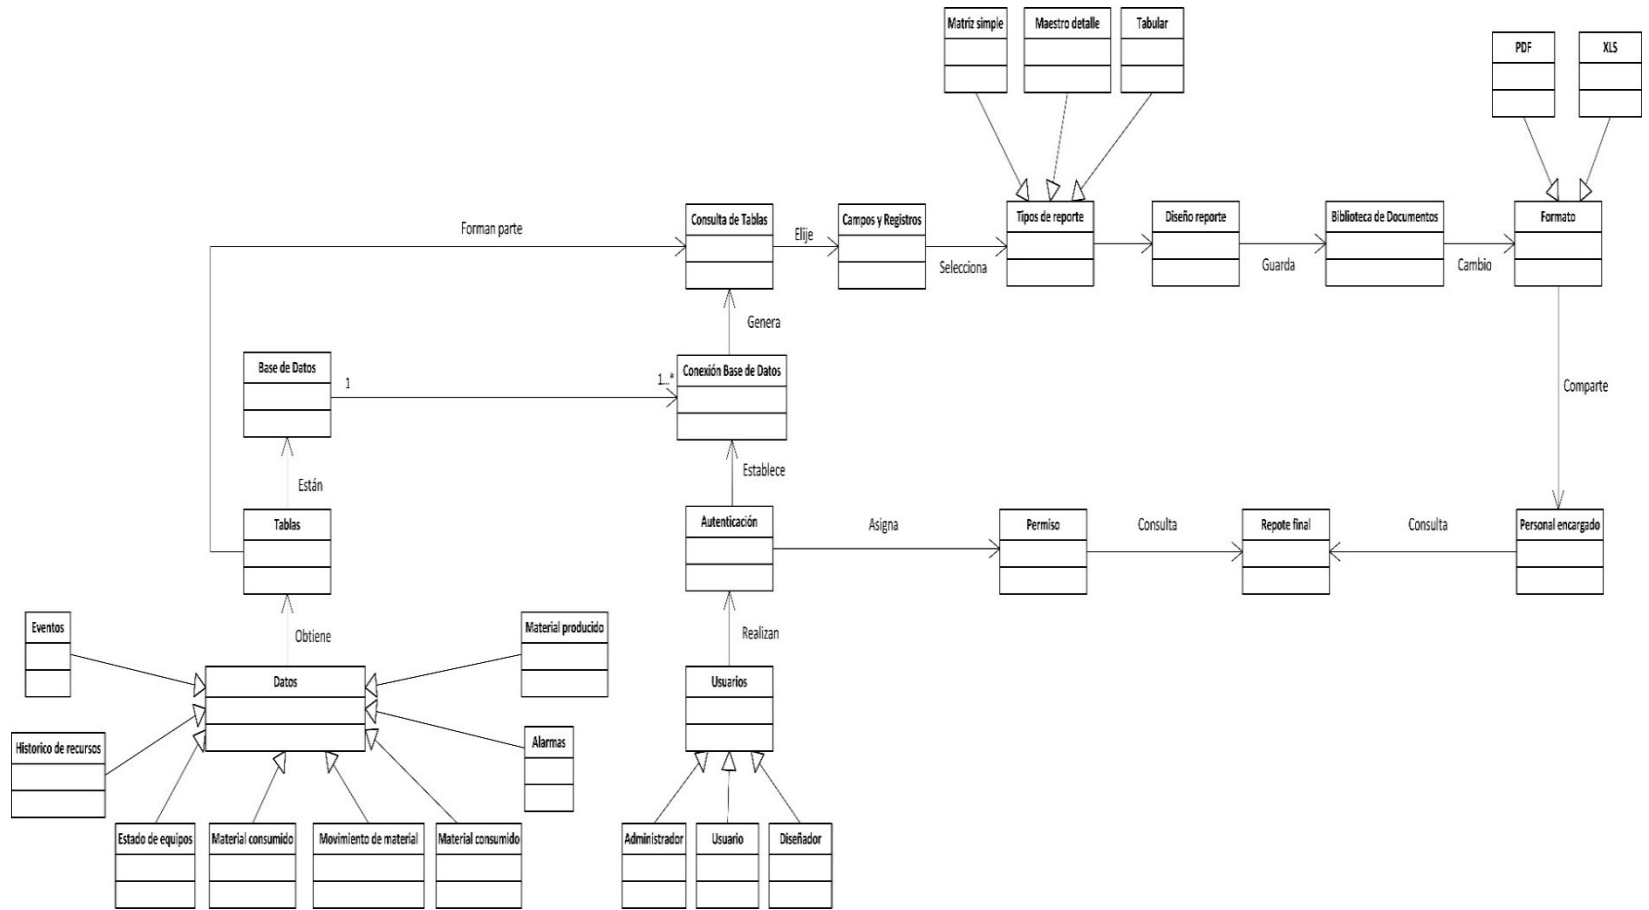 Matriz simple
Maestro detalle
Tabular
PDF
XLS
Consulta de Tablas
Campos y Registros
Tipos de reporte
Diseño reporte
Biblioteca de Documentos
Formato
Forman parte
Elije
Selecciona
Guarda
Cambio
Genera
Base de Datos
1
1...*
Conexión Base de Datos
Comparte
Están
Establece
Tablas
Autenticación
Asigna
Permiso
Consulta
Repote final
Consulta
Personal encargado
Eventos
Obtiene
Material producido
Realizan
Datos
Usuarios
Historico de recursos
Alarmas
Estado de equipos
Material consumido
Movimiento de material
Material consumido
Administrador
Usuario
Diseñador